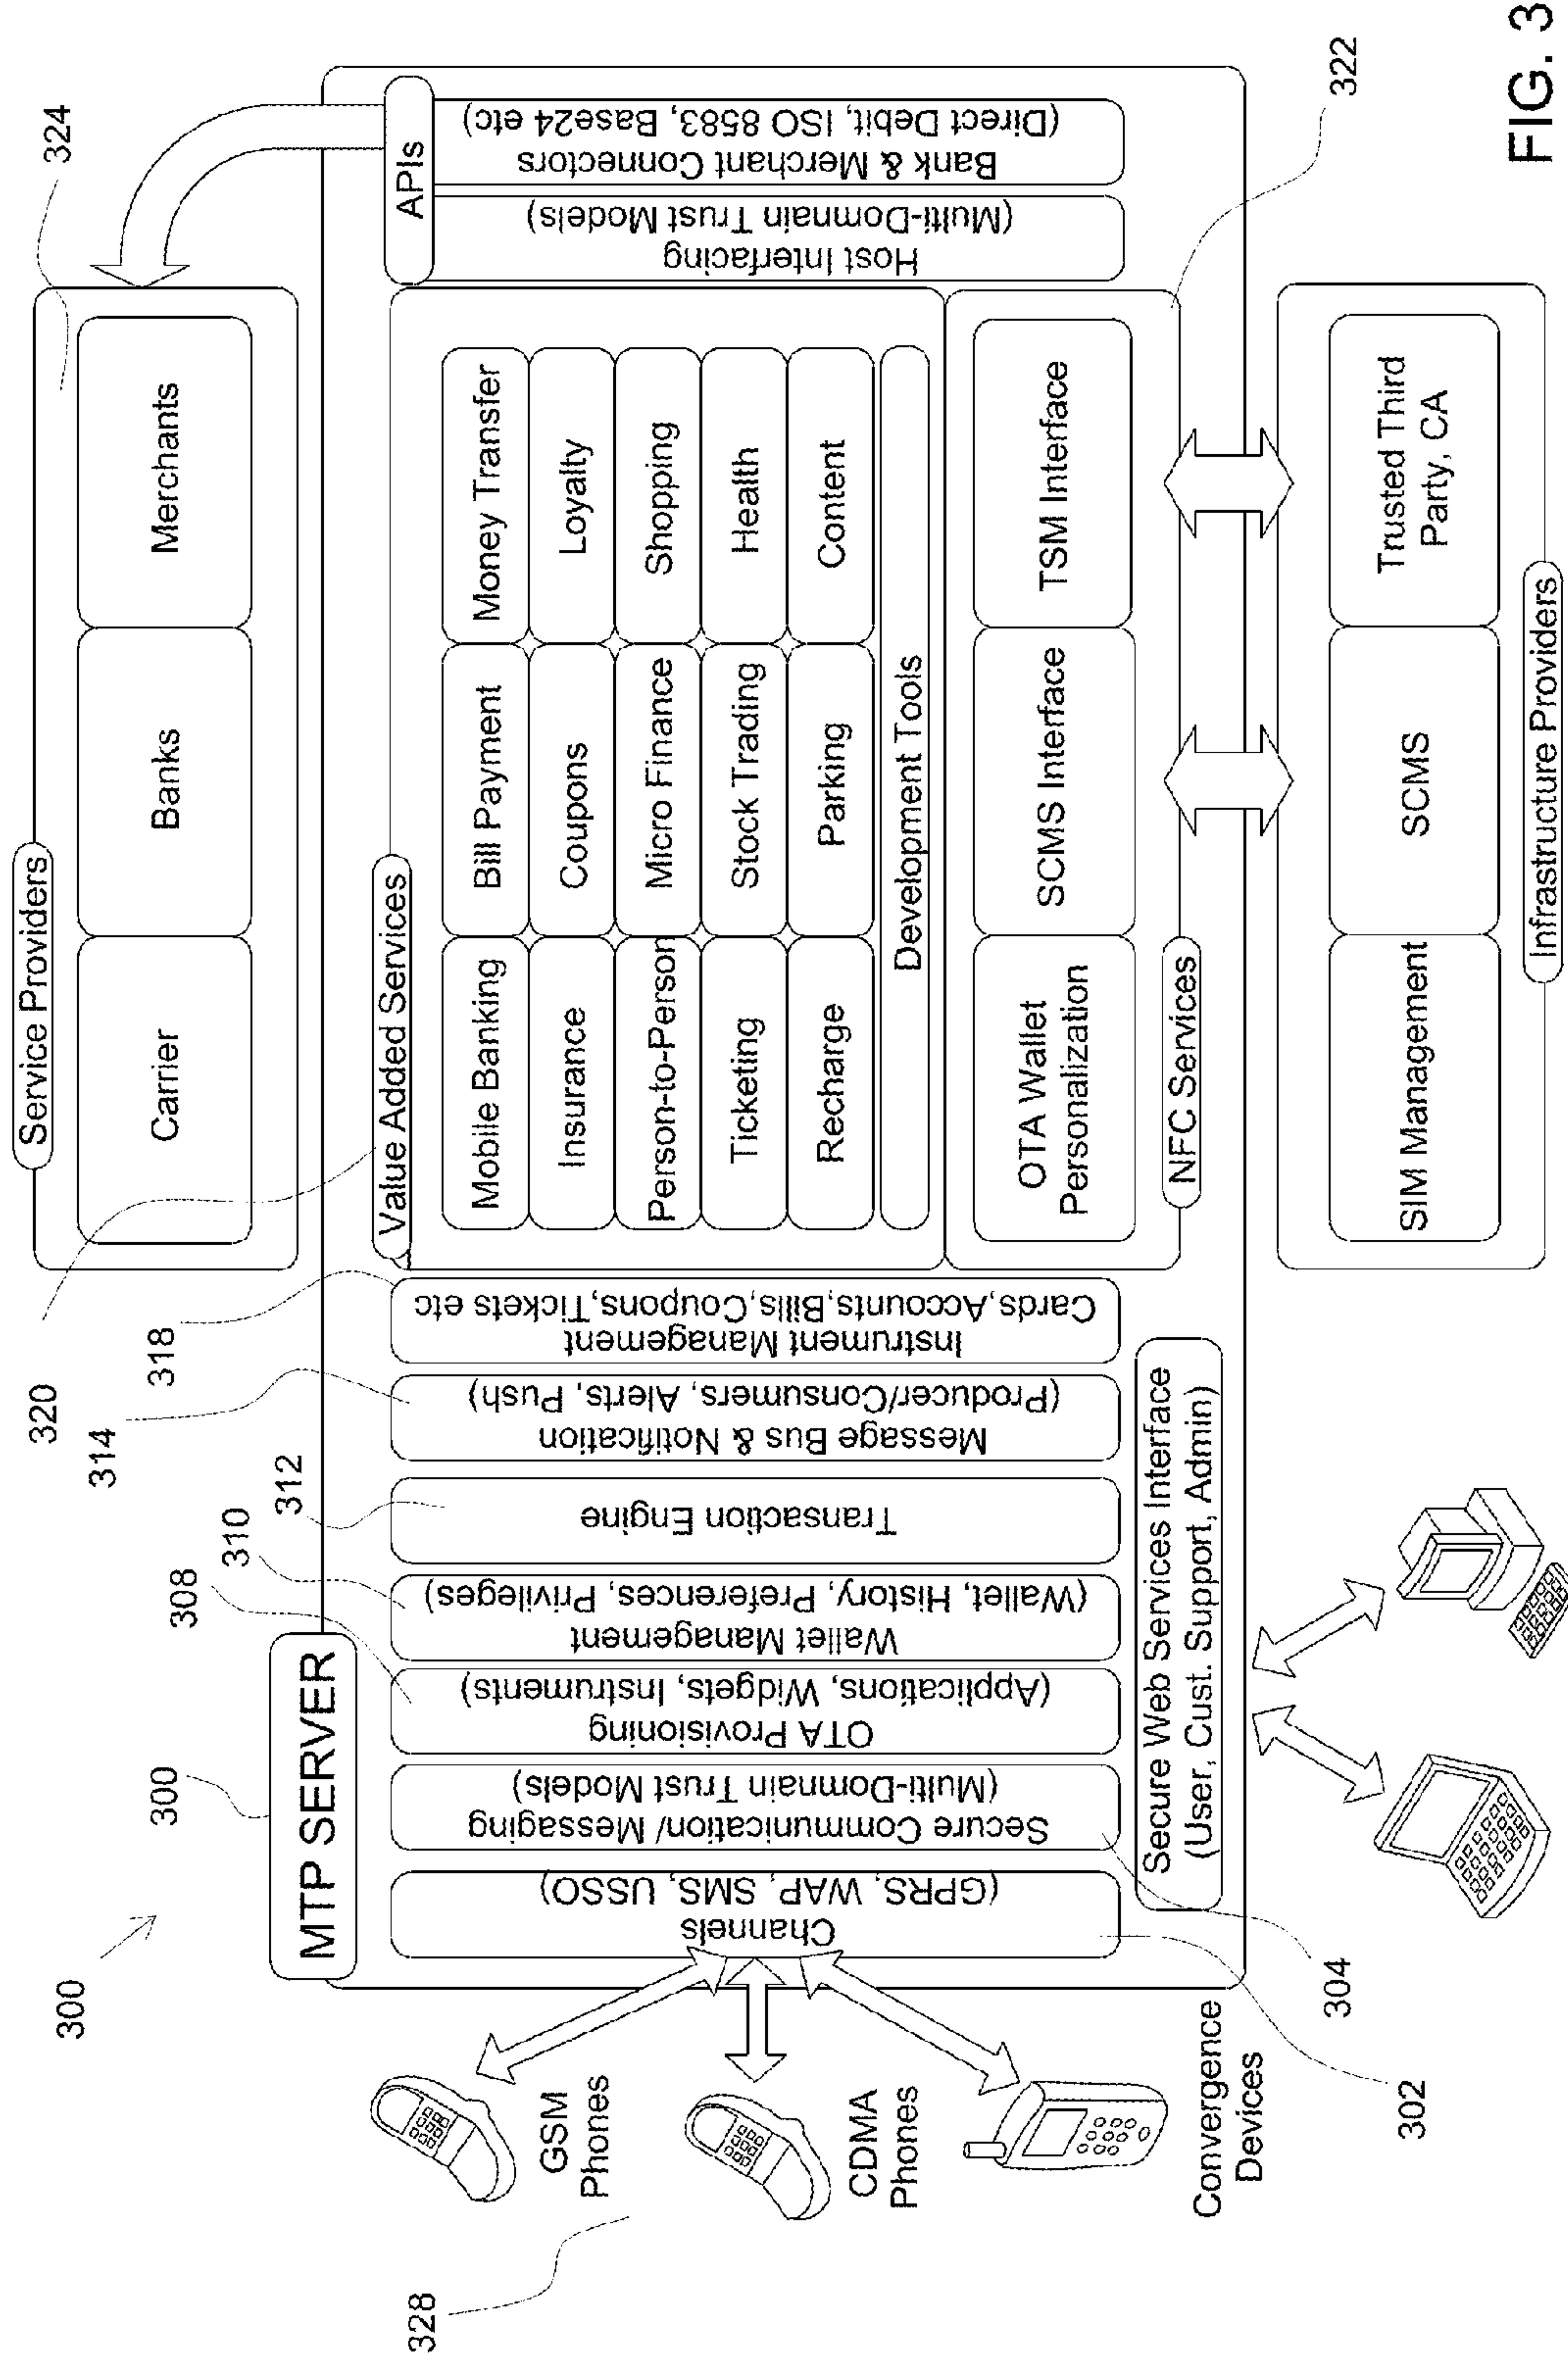 300
MTP SERVER
300
Service Providers
Carrier
Banks
Merchants
324
320
318
314
312
310
308
328
GSM
Phones
CDMA
Phones
Convergence
Devices
302
304
Channels
(GPRS, WAP, SMS, USSO)
Secure Communication/ Messaging
(Multi-Domnain Trust Models)
OTA Provisioning
(Applications, Widgets, Instruments)
Wallet Management
(Wallet, History, Preferences, Privileges)
Transaction Engine
Message Bus & Notification
(Producer/Consumers, Alerts, Push)
Instrument Management
Cards,Accounts,Bills,Coupons,Tickets etc
Value Added Services
Mobile Banking
Bill Payment
Money Transfer
Insurance
Coupons
Loyalty
Person-to-Person
Micro Finance
Shopping
Ticketing
Stock Trading
Health
Recharge
Parking
Content
Development Tools
OTA Wallet
Personalization
SCMS Interface
TSM Interface
NFC Services
APIs
Host Interfacing
(Multi-Domnain Trust Models)
Bank & Merchant Connectors
(Direct Debit, ISO 8583, Base24 etc)
322
Secure Web Services Interface
(User, Cust. Support, Admin)
SIM Management
SCMS
Trusted Third
Party, CA
Infrastructure Providers
FIG. 3